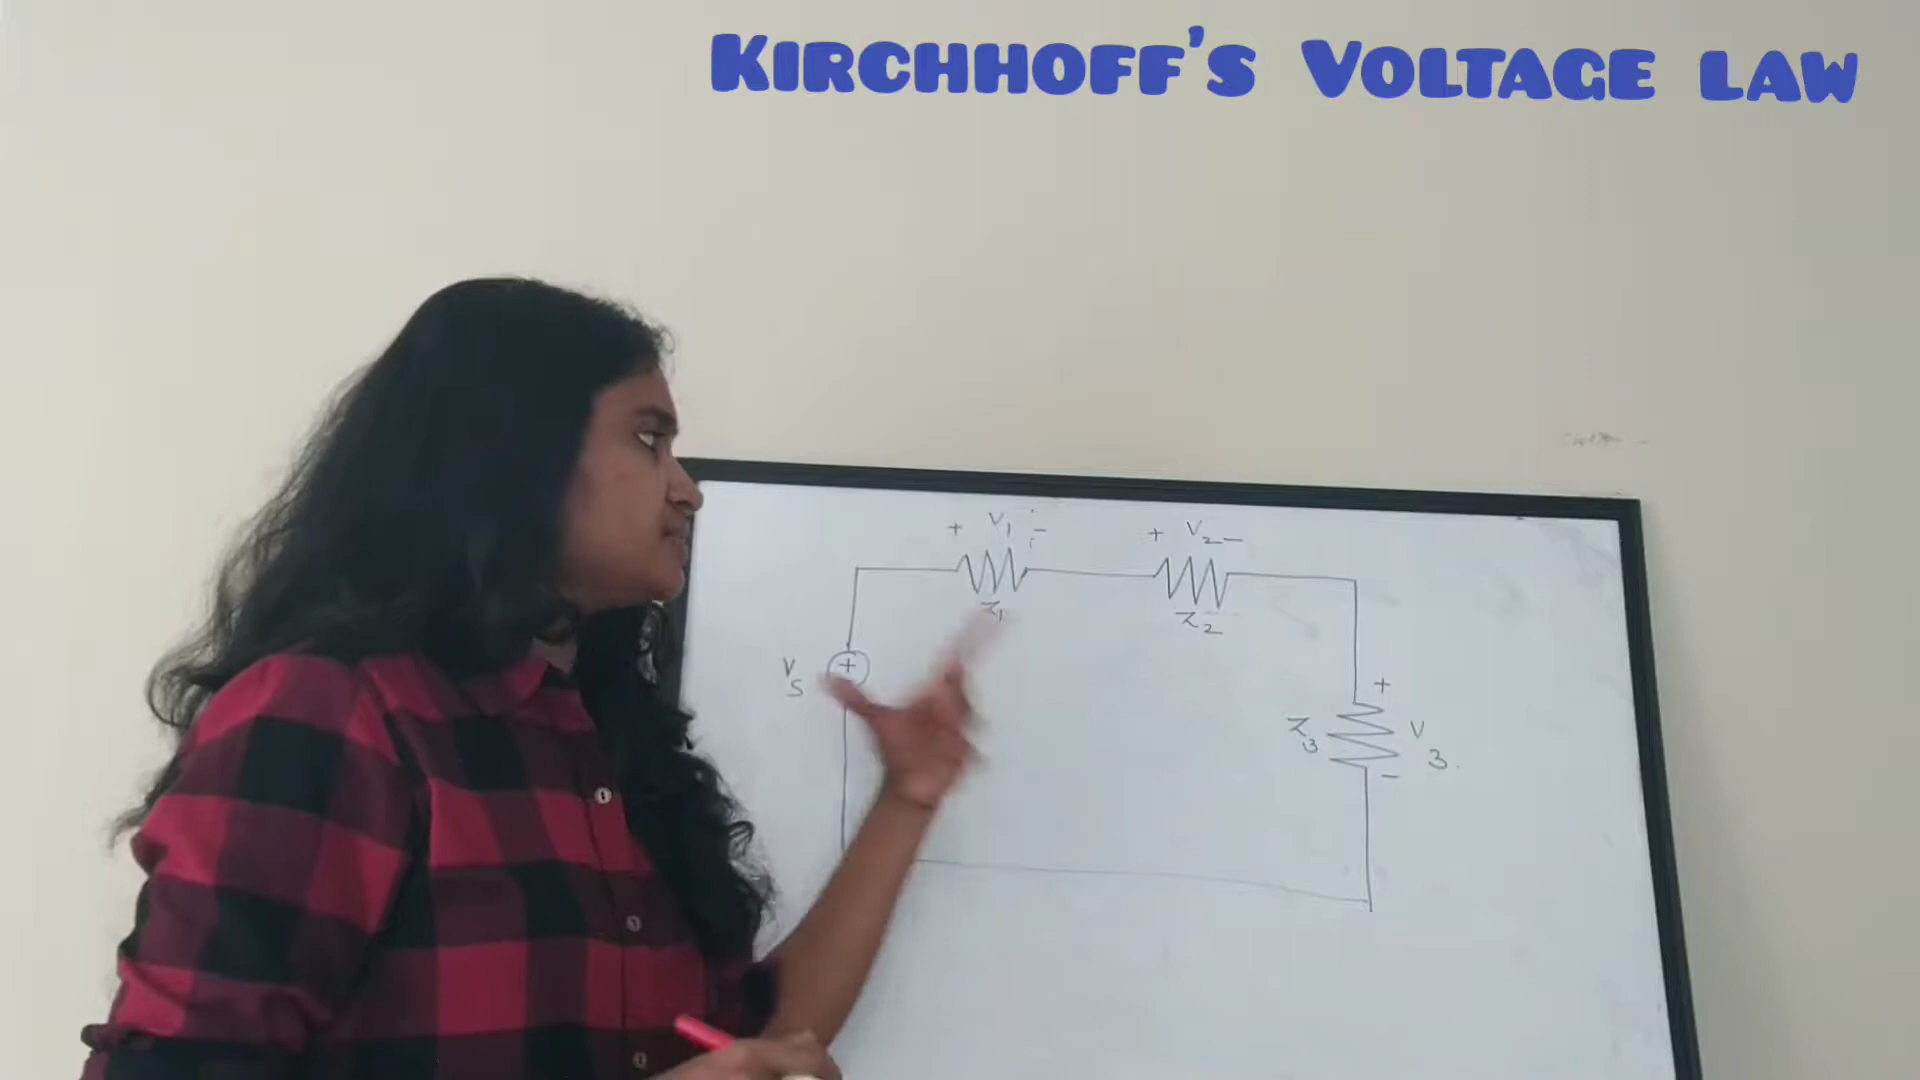 Kirchhoff's Voltage Law
+ V1 -
+ V2 -
Z1
Z2
VS
+
+
Z3
V3
-